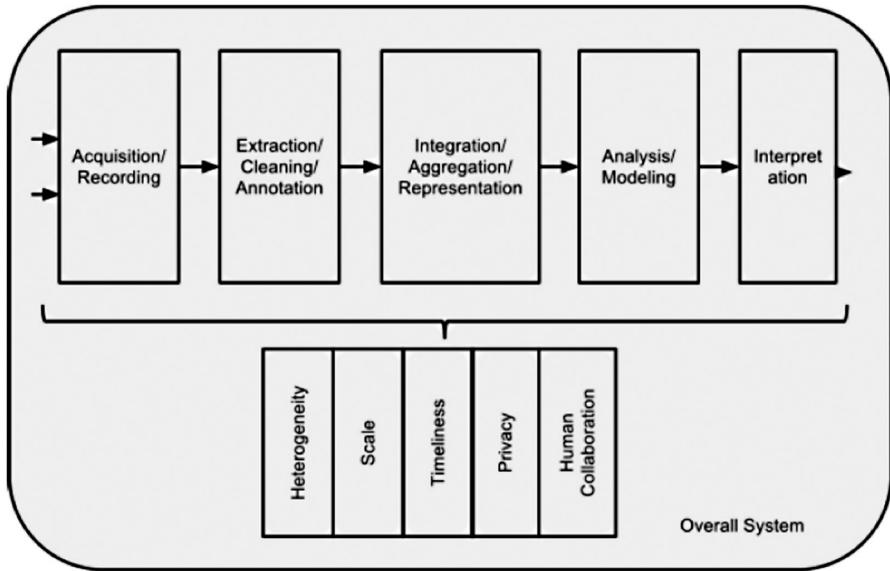 Acquisition/
Recording
Extraction/
Cleaning/
Annotation
Integration/
Aggregation/
Representation
Analysis/
Modeling
Interpret
ation
Heterogeneity
Scale
Timeliness
Privacy
Human
Collaboration
Overall System